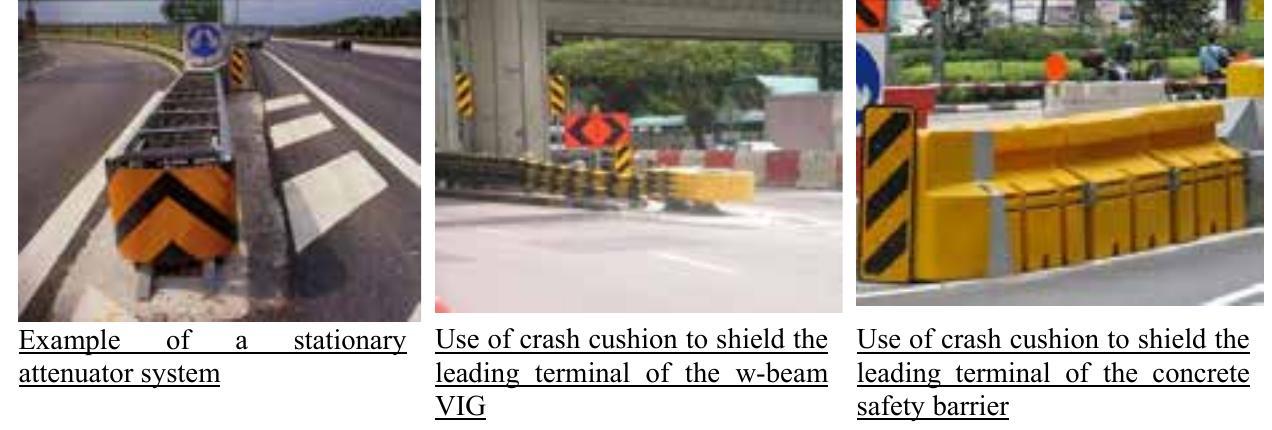 Example of a stationary
attenuator system
Use of crash cushion to shield the
leading terminal of the w-beam
VIG
Use of crash cushion to shield the
leading terminal of the concrete
safety barrier